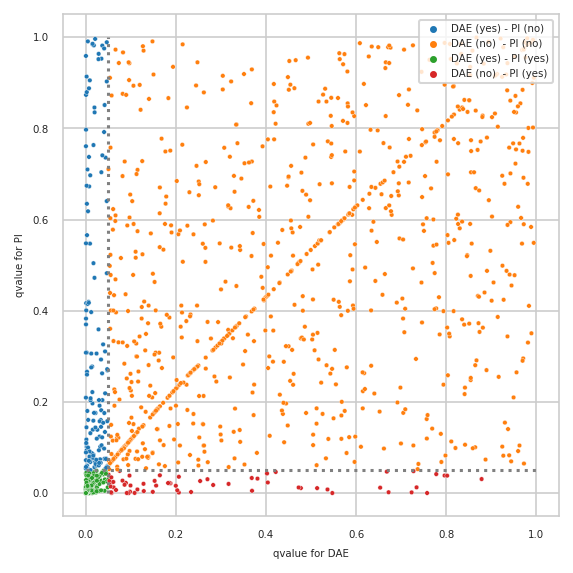 DAE (yes) - PI (no)
DAE (no)  - PI (no)
DAE (yes) - PI (yes)
DAE (no)  - PI (yes)
qvalue for PI
1.0
0.8
0.6
0.4
0.2
0.0
0.0 0.2 0.4 0.6 0.8 1.0
qvalue for DAE